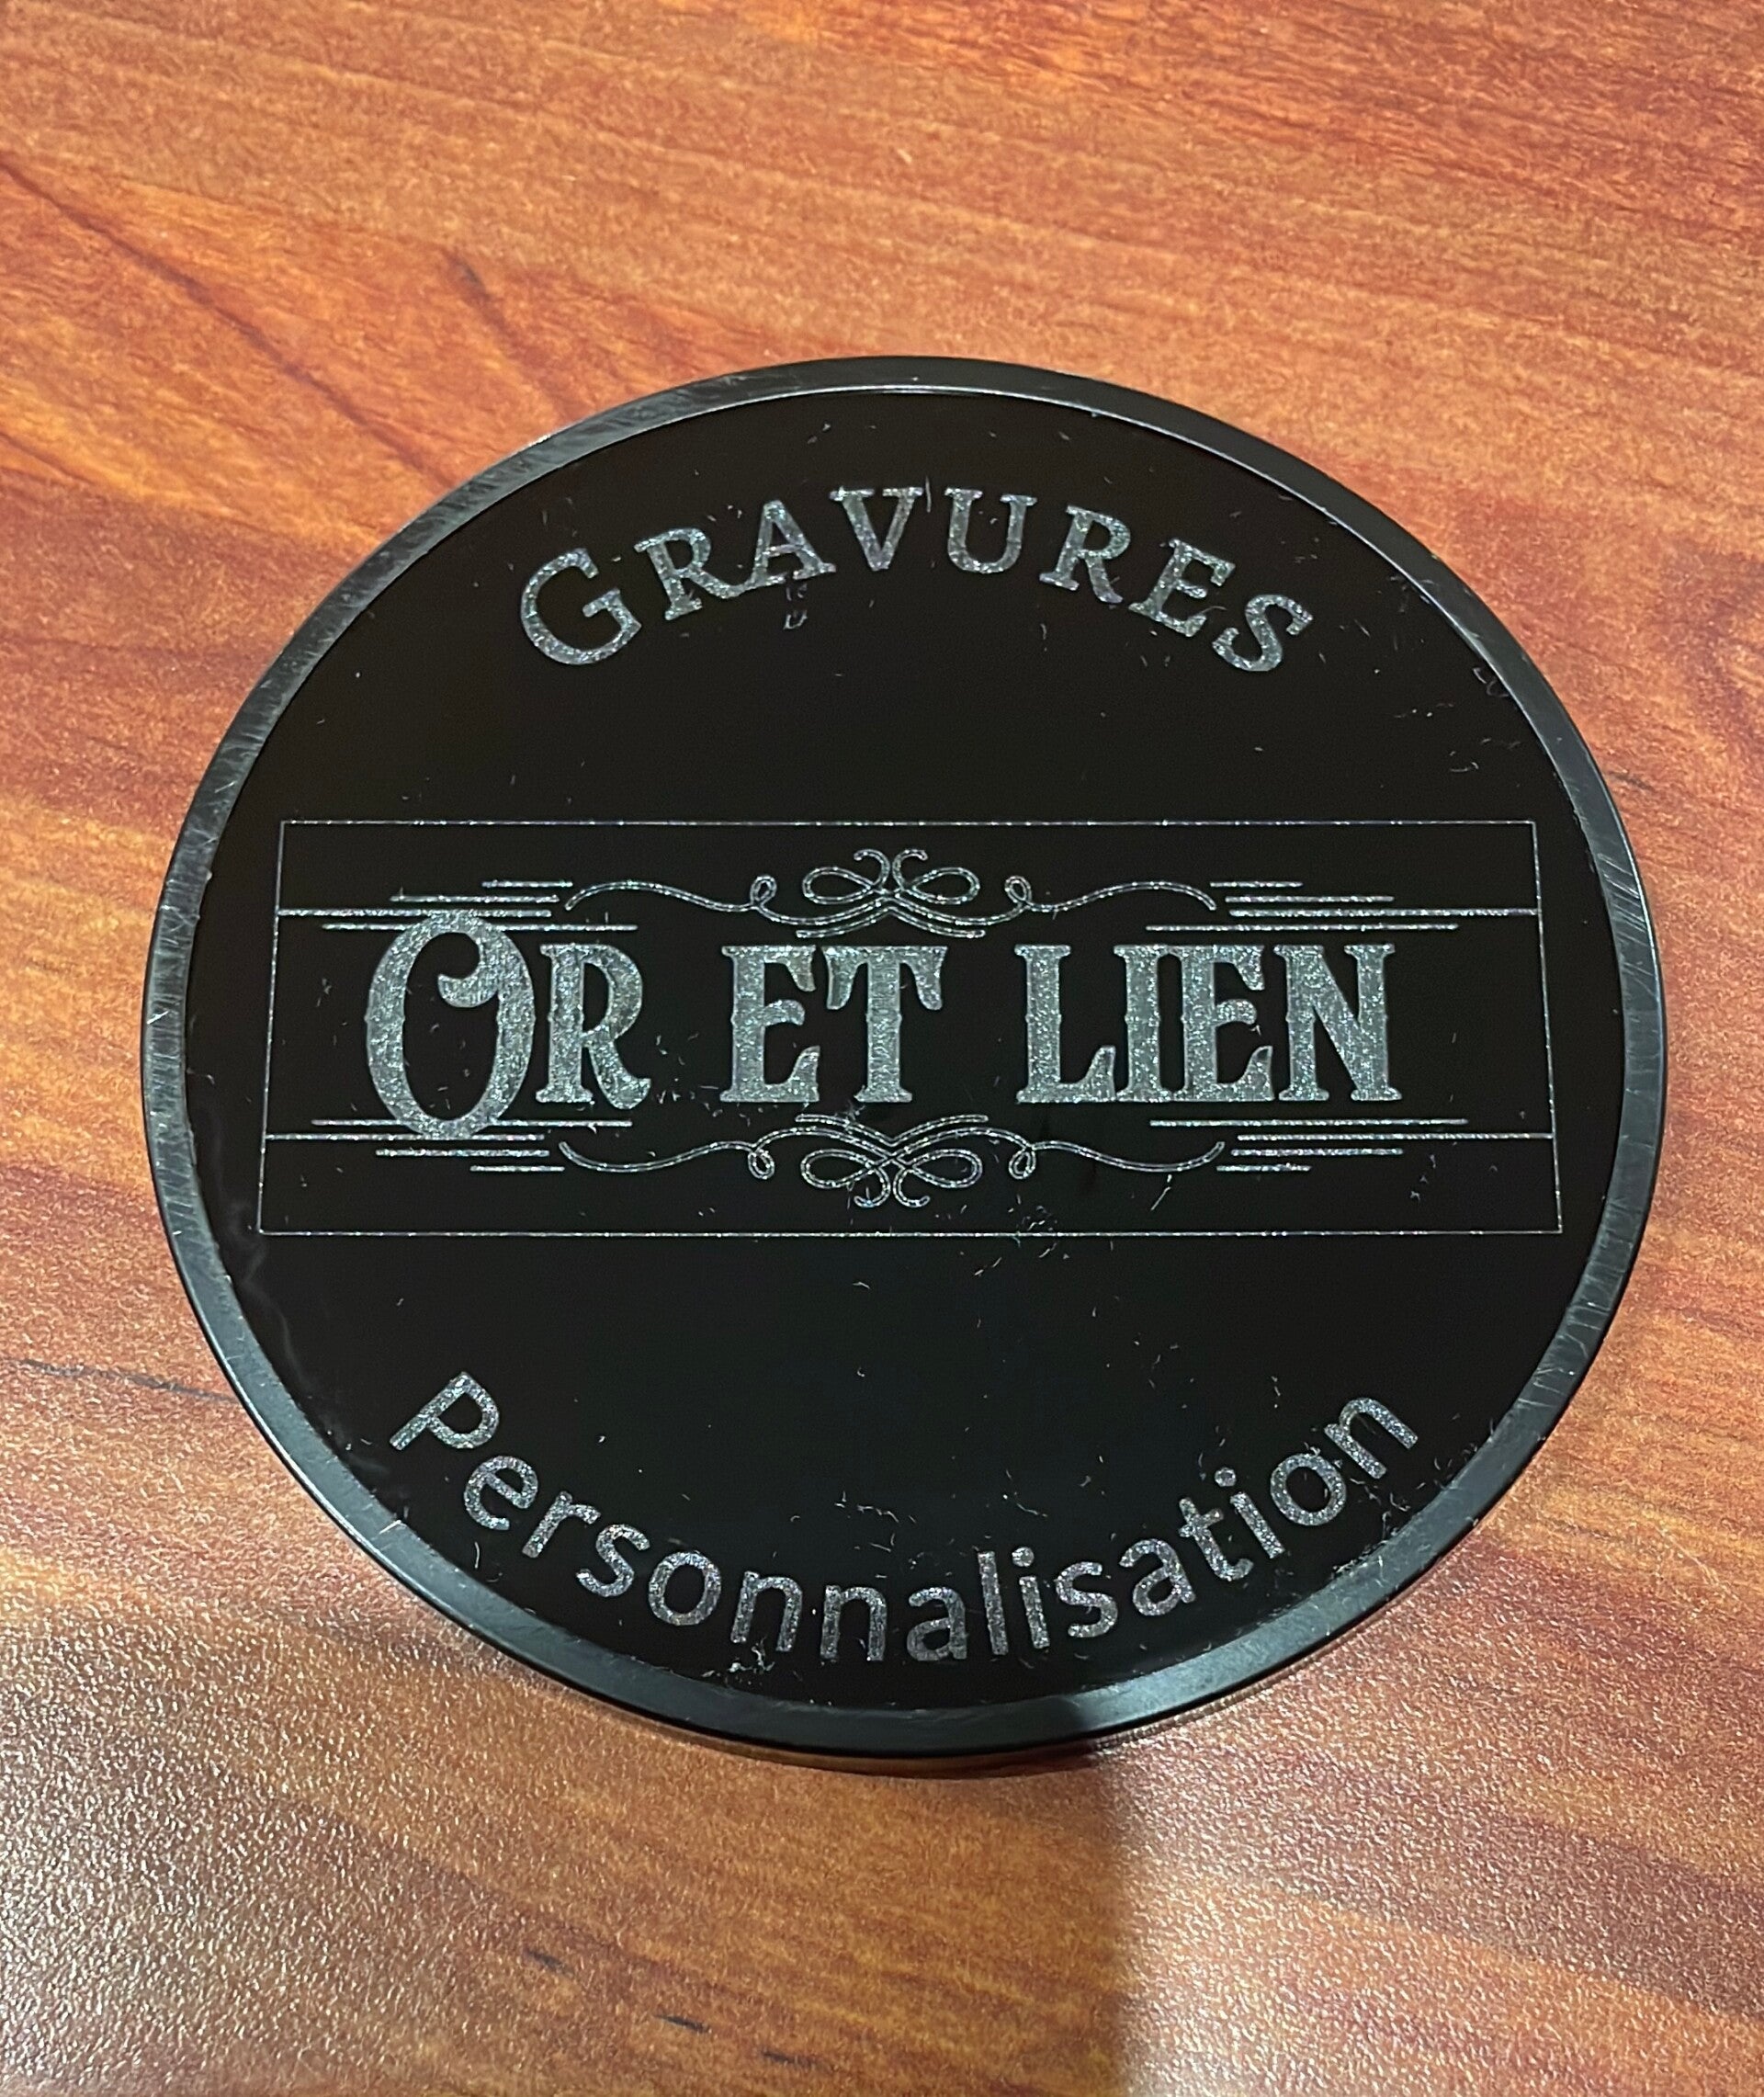 GRAVURES
OR ET LIEN
Personnalisation